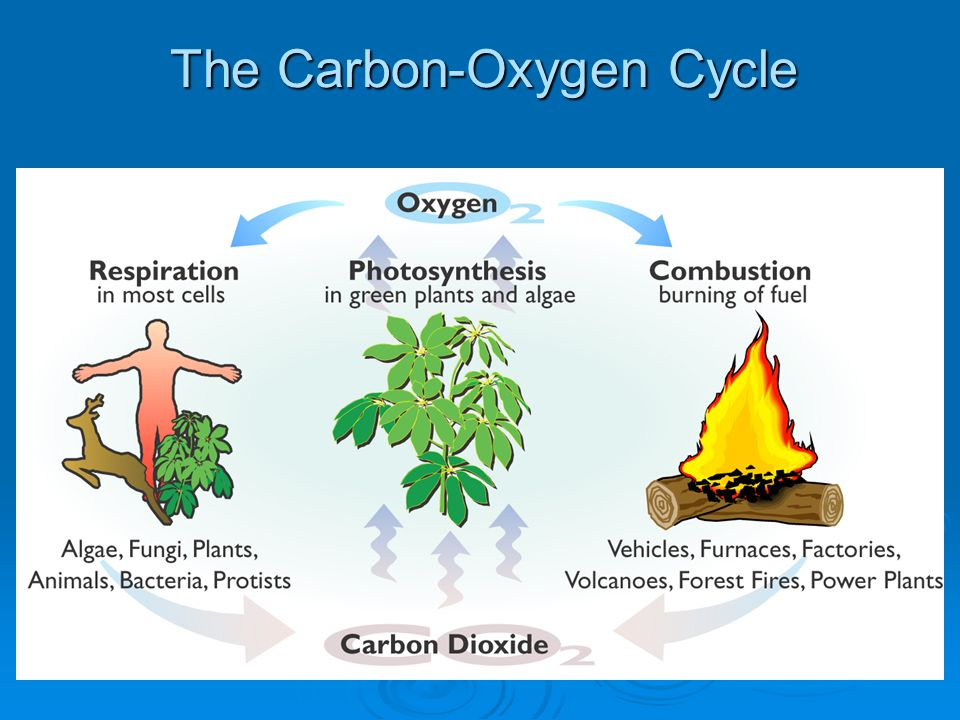 The Carbon-Oxygen Cycle
Oxygen 2
Respiration
in most cells
Photosynthesis
in green plants and algae
Combustion
burning of fuel
Algae, Fungi, Plants,
Animals, Bacteria, Protists
Vehicles, Furnaces, Factories,
Volcanoes, Forest Fires, Power Plants
Carbon Dioxide
CO2